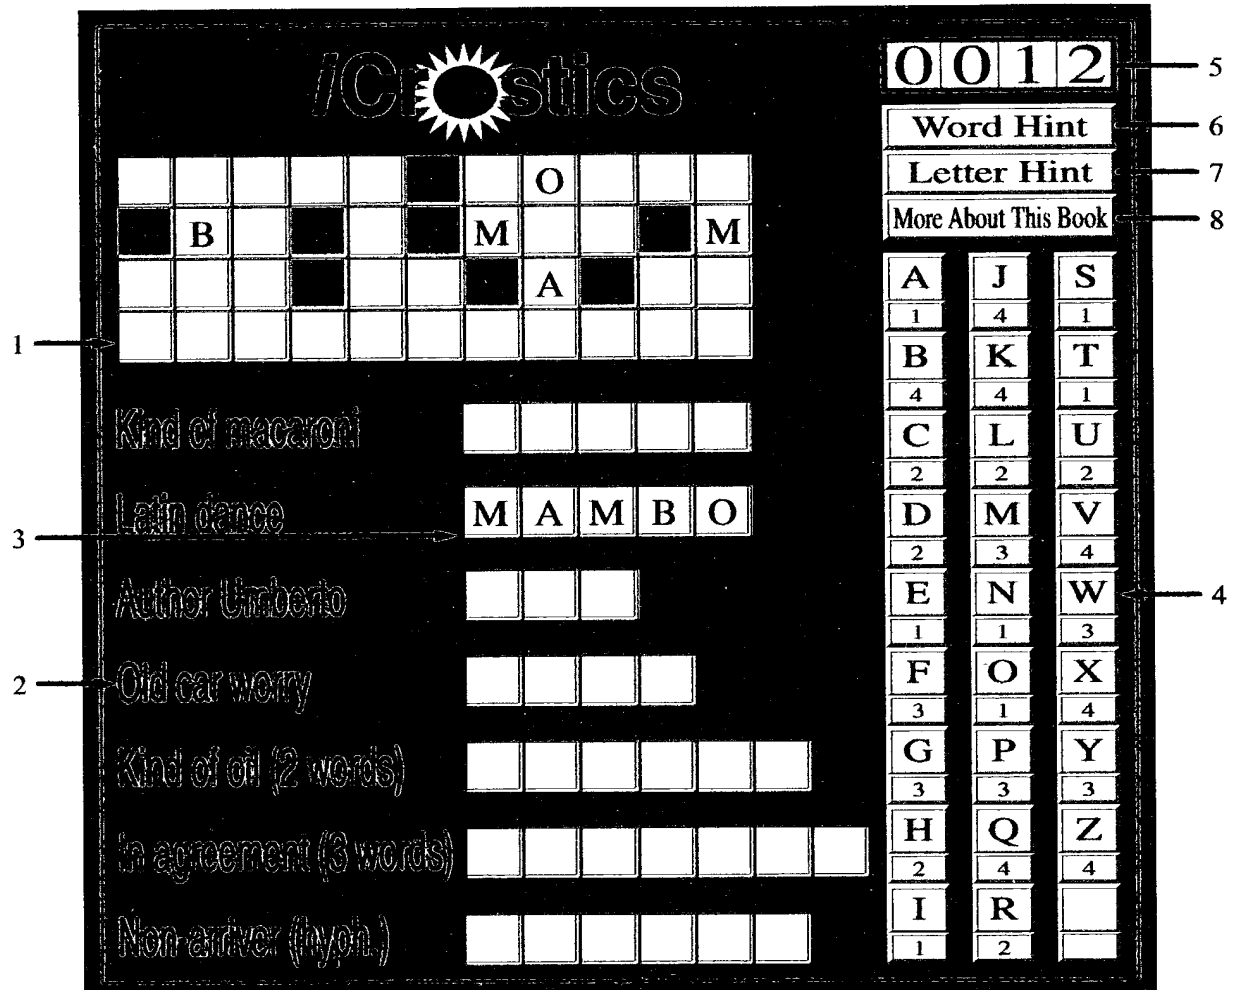 iCrostics
0012
5
Word Hint
6
Letter Hint
7
More About This Book
8
O
B M M
A
1
A J S
1 4 1
B K T
4 4 1
C L U
2 2 2
D M V
2 3 4
E N W
1 1 3
4
F O X
3 1 4
G P Y
3 3 3
H Q Z
2 4 4
I R
1 2
Kind of macaroni
Latin dance
MAMBO
3
Author Umberto
Old car worry
2
Kind of oil (2 words)
In agreement (3 words)
Non-arriver (hyph.)